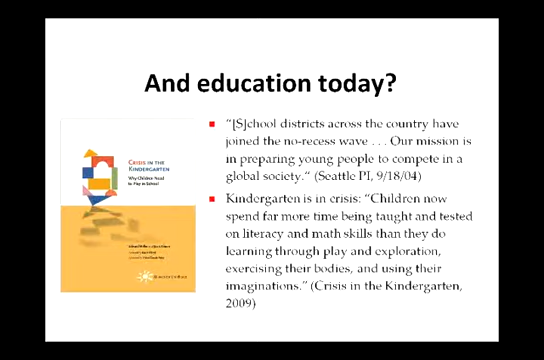 And education today?
"[S]chool districts across the country have
joined the no-recess wave . . . Our mission is
in preparing young people to compete in a
global society." (Seattle PI, 9/18/04)
Kindergarten is in crisis: "Children now
spend far more time being taught and tested
on literacy and math skills than they do
learning through play and exploration,
exercising their bodies, and using their
imaginations." (Crisis in the Kindergarten,
2009)
CRISIS IN THE
KINDERGARTEN
Why Children Need
to Play in School